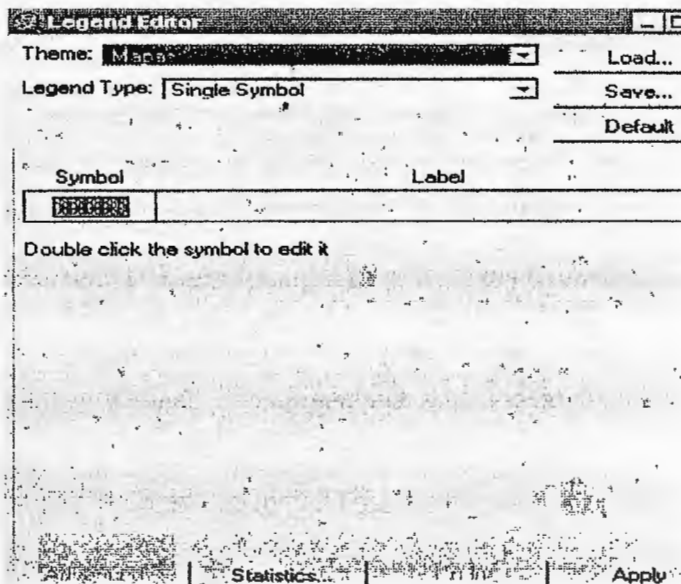 Legend Editor
Theme:
Load...
Legend Type: Single Symbol
Save...
Default
Symbol Label
Double click the symbol to edit it
Statistics... Apply